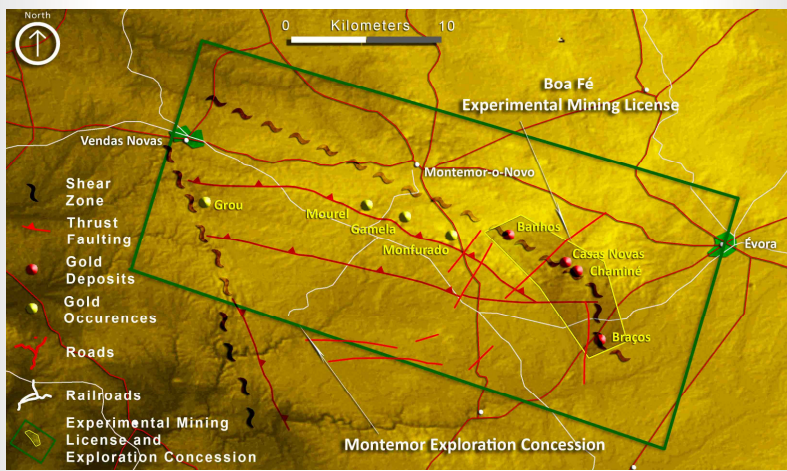 North
0 Kilometers 10
Boa Fé
Experimental Mining License
Vendas Novas
Montemor-o-Novo
Shear
Zone
Thrust
Faulting
Gold
Deposits
Gold
Occurences
Roads
Railroads
Experimental Mining
License and
Exploration Concession
Grou
Mourel
Gamela
Monfurado
Banhos
Casas Novas
Chaminé
Braços
Évora
Montemor Exploration Concession